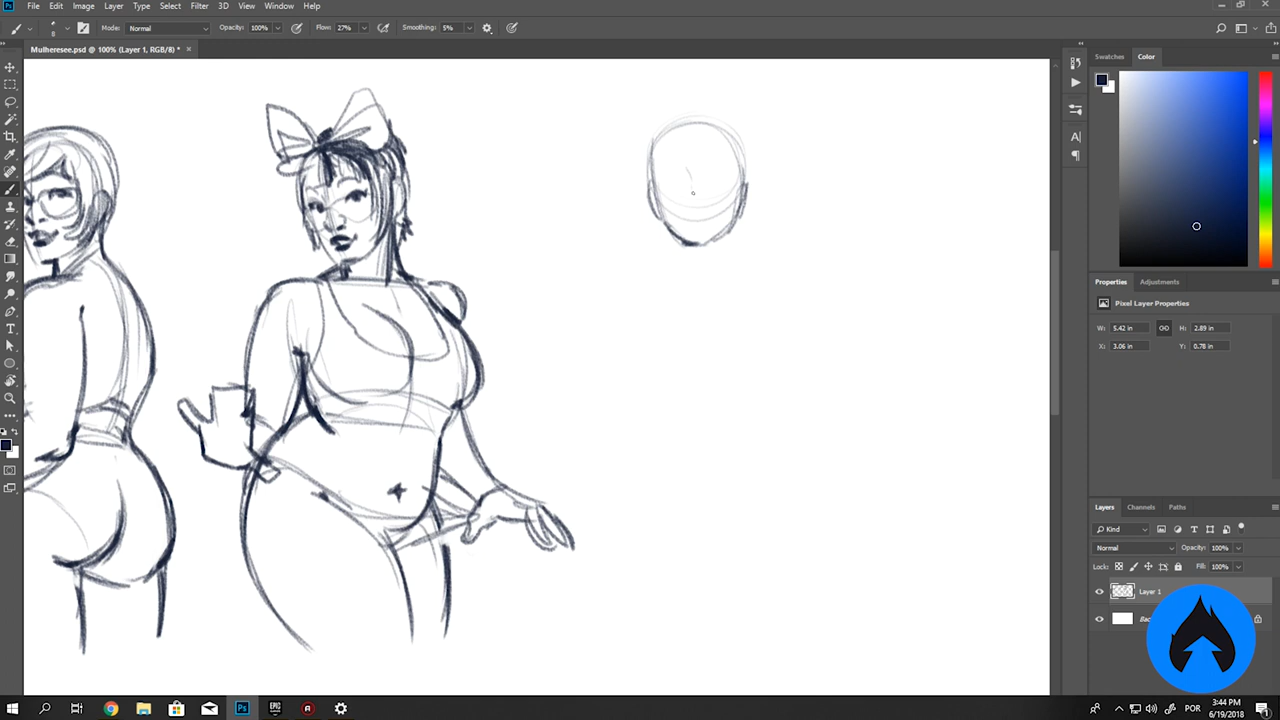 Ps File Edit Image Layer Type Select Filter 3D View Window Help
Mode: Normal Opacity: 100% Flow: 27% Smoothing: 5%
Mulheresee.psd @ 100% (Layer 1, RGB/8) * ×
Swatches Color
Properties Adjustments
Pixel Layer Properties
W: 5.42 in H: 2.89 in
X: 3.06 in Y: 0.78 in
Layers Channels Paths
Kind
Normal Opacity: 100%
Lock: Fill: 100%
Layer 1
Ps EPIC POR 3:44 PM
6/19/2018